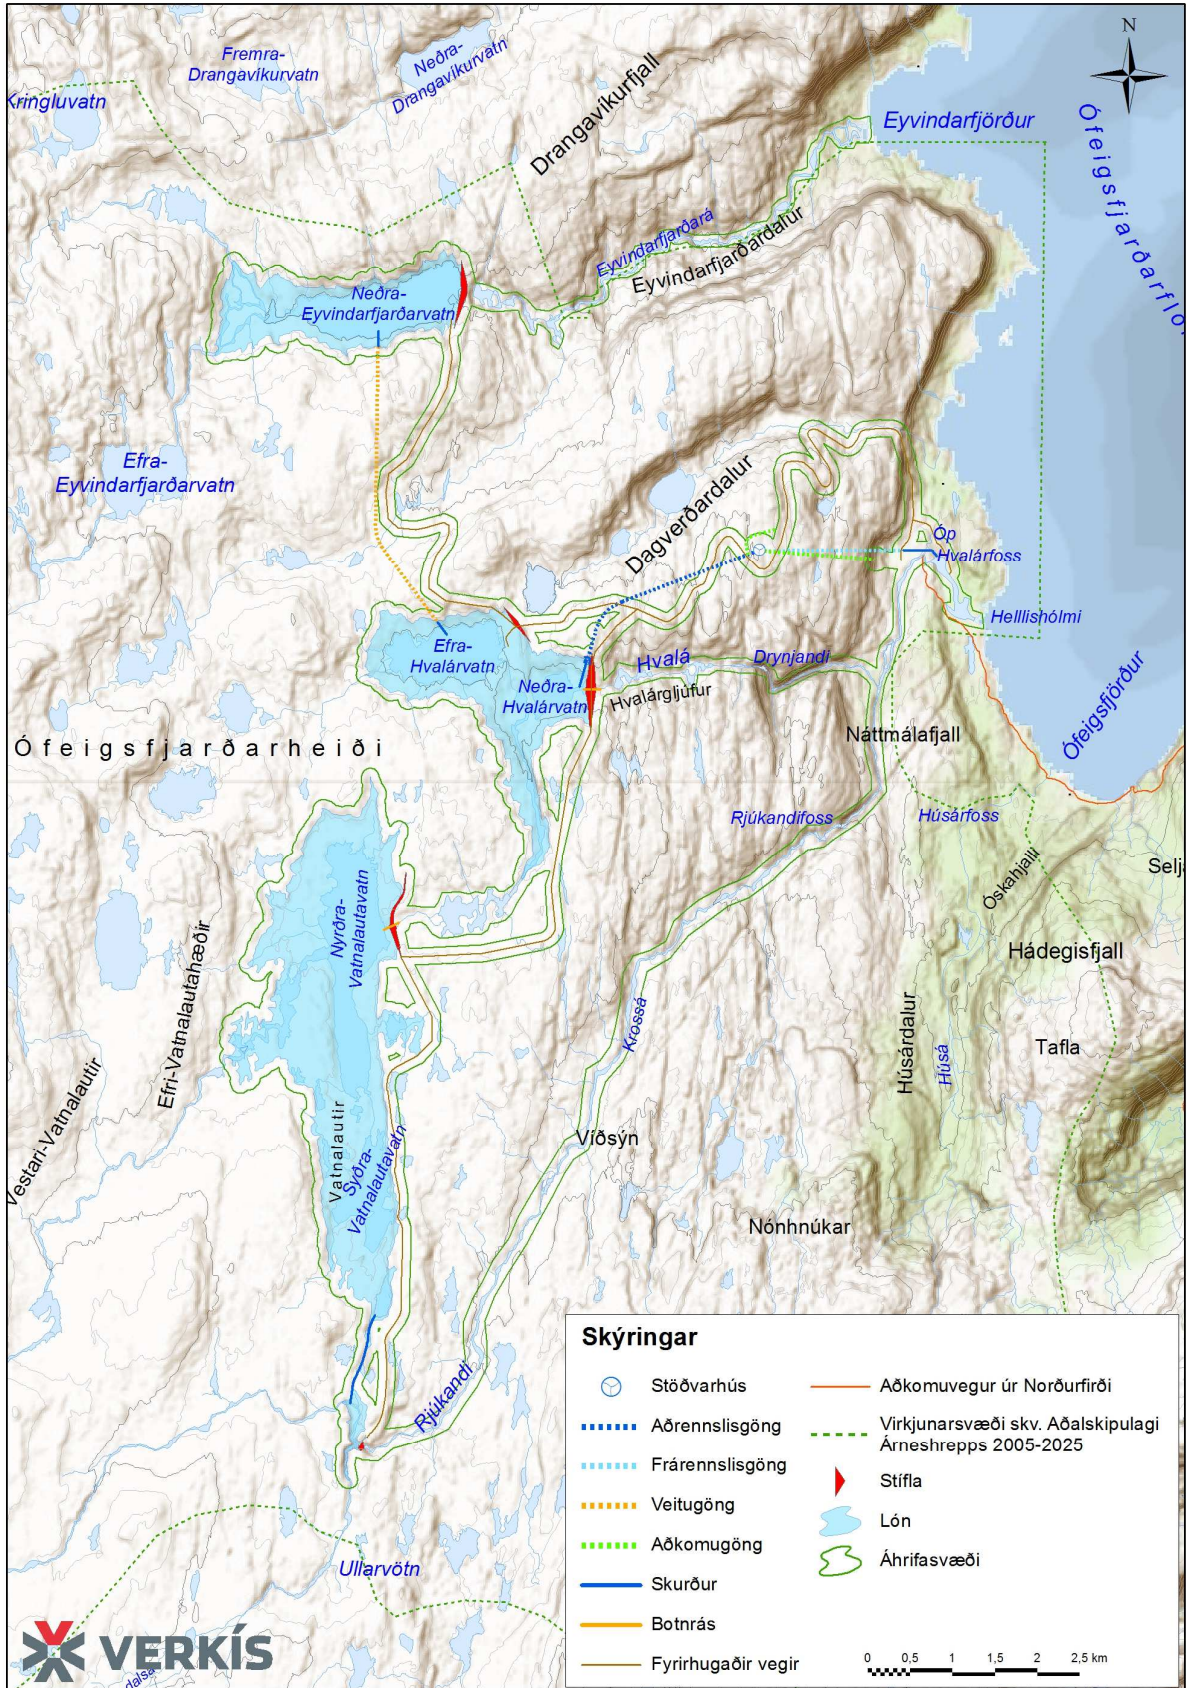 N
Fremra-
Drangavíkurvatn
Neðra-
Drangavíkurvatn
Kringluvatn
Drangavíkurfjall
Eyvindarfjörður
Ófeigsfjarðarfló
Eyvindarfjarðará
Eyvindarfjarðardalur
Neðra-
Eyvindarfjarðarvatn
Efra-
Eyvindarfjarðarvatn
Dagverðardalur
Óp
Hvalárfoss
Helllishólmi
Efra-
Hvalárvatn
Neðra-
Hvalárvatn
Hvalá
Drynjandi
Hvalárgljúfur
Ófeigsfjörður
Náttmálafjall
Ófeigsfjarðarheiði
Rjúkandifoss
Húsárfoss
Óskahjalli
Selj
Nyrðra-
Vatnalautavatn
Efri-Vatnalautahæðir
Hádegisfjall
Krossá
Húsárdalur
Húsá
Tafla
Vestari-Vatnalautir
Vatnalautir
Syðra-
Vatnalautavatn
Víðsýn
Nónhnúkar
Rjúkandi
Ullarvötn
dalsá
VERKÍS
Skýringar
Stöðvarhús
Aðrennslisgöng
Frárennslisgöng
Veitugöng
Aðkomugöng
Skurður
Botnrás
Fyrirhugaðir vegir
Aðkomuvegur úr Norðurfirði
Virkjunarsvæði skv. Aðalskipulagi
Árneshrepps 2005-2025
Stífla
Lón
Áhrifasvæði
0 0,5 1 1,5 2 2,5 km